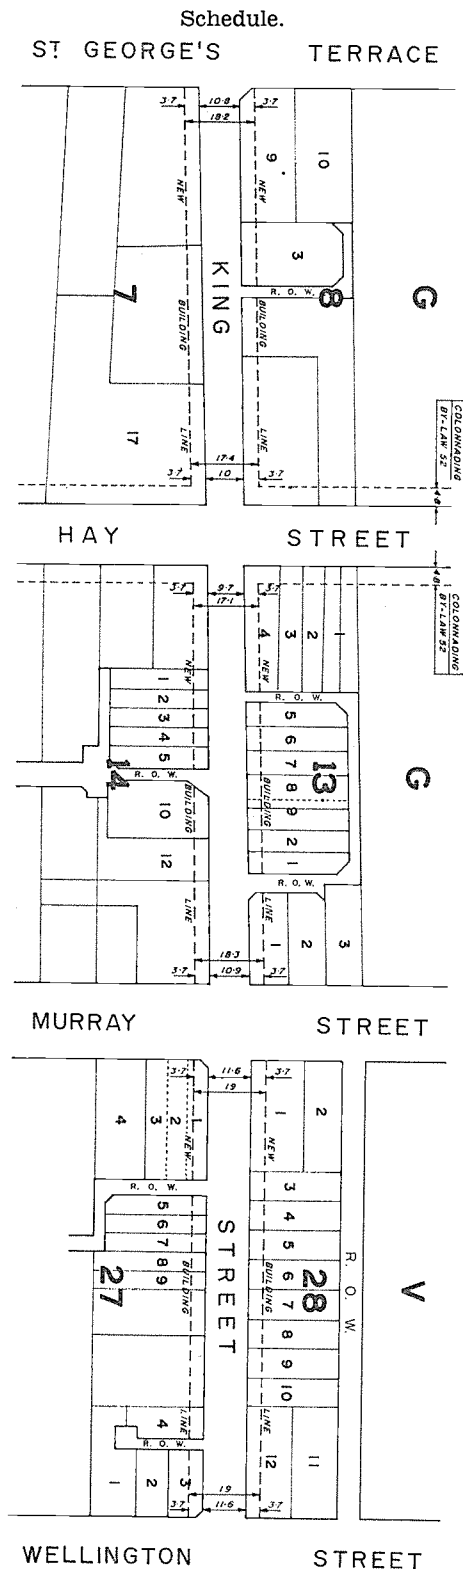 Schedule.
ST GEORGE'S TERRACE
3·7 10·8 3·7
18·2
9 10
NEW NEW
3
KING
R. O. W.
7 8 G
BUILDING BUILDING
17
LINE LINE
COLONNADING
BY-LAW 52
17·4
3·7 10 3·7
4·8
HAY STREET
4·8
COLONNADING
BY-LAW 52
3·7 9·7 3·7
17·1
4 3 2 1
NEW NEW
1
R. O. W.
2
3 5
4 6
5 7
R. O. W.
14 13 G
8
BUILDING BUILDING
10 9
2
12 1
R. O. W.
LINE LINE
1 2 3
18·3
3·7 10·9 3·7
MURRAY STREET
3·7 11·6 3·7
19
4 3 2 1 1 2
NEW NEW
R. O. W. 3
5 4
6
7 5
STREET
R. O. W.
8 6
9
27 28 V
BUILDING BUILDING
7
8
9
10
4 LINE LINE
R. O. W.
12 11
1 2 3
19
3·7 11·6 3·7
WELLINGTON STREET